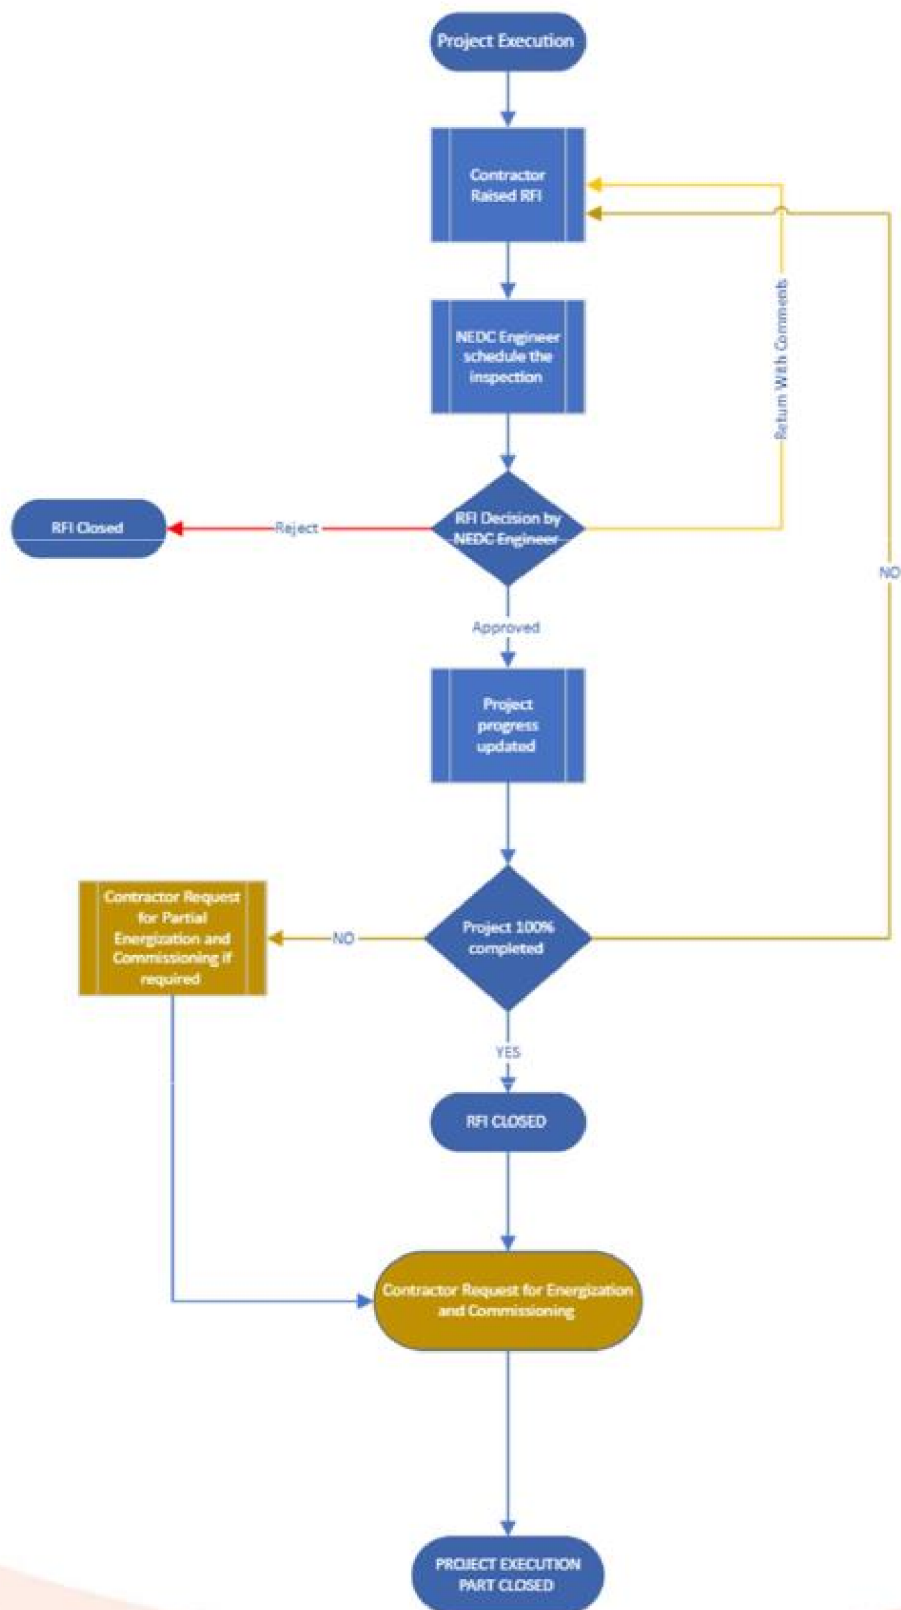 Project Execution
Contractor
Raised RFI
NEDC Engineer
schedule the
inspection
Return With Comments
RFI Decision by
NEDC Engineer
Reject
RFI Closed
NO
Approved
Project
progress
updated
Project 100%
completed
NO
Contractor Request
for Partial
Energization and
Commissioning if
required
YES
RFI CLOSED
Contractor Request for Energization
and Commissioning
PROJECT EXECUTION
PART CLOSED